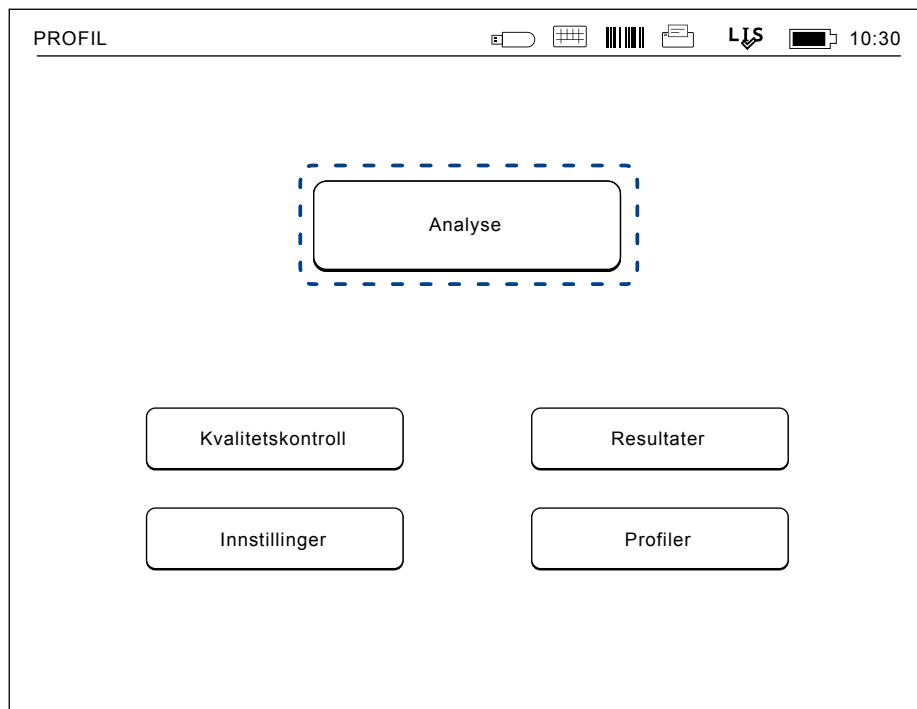 PROFIL LIS 10:30
Analyse
Kvalitetskontroll Resultater
Innstillinger Profiler